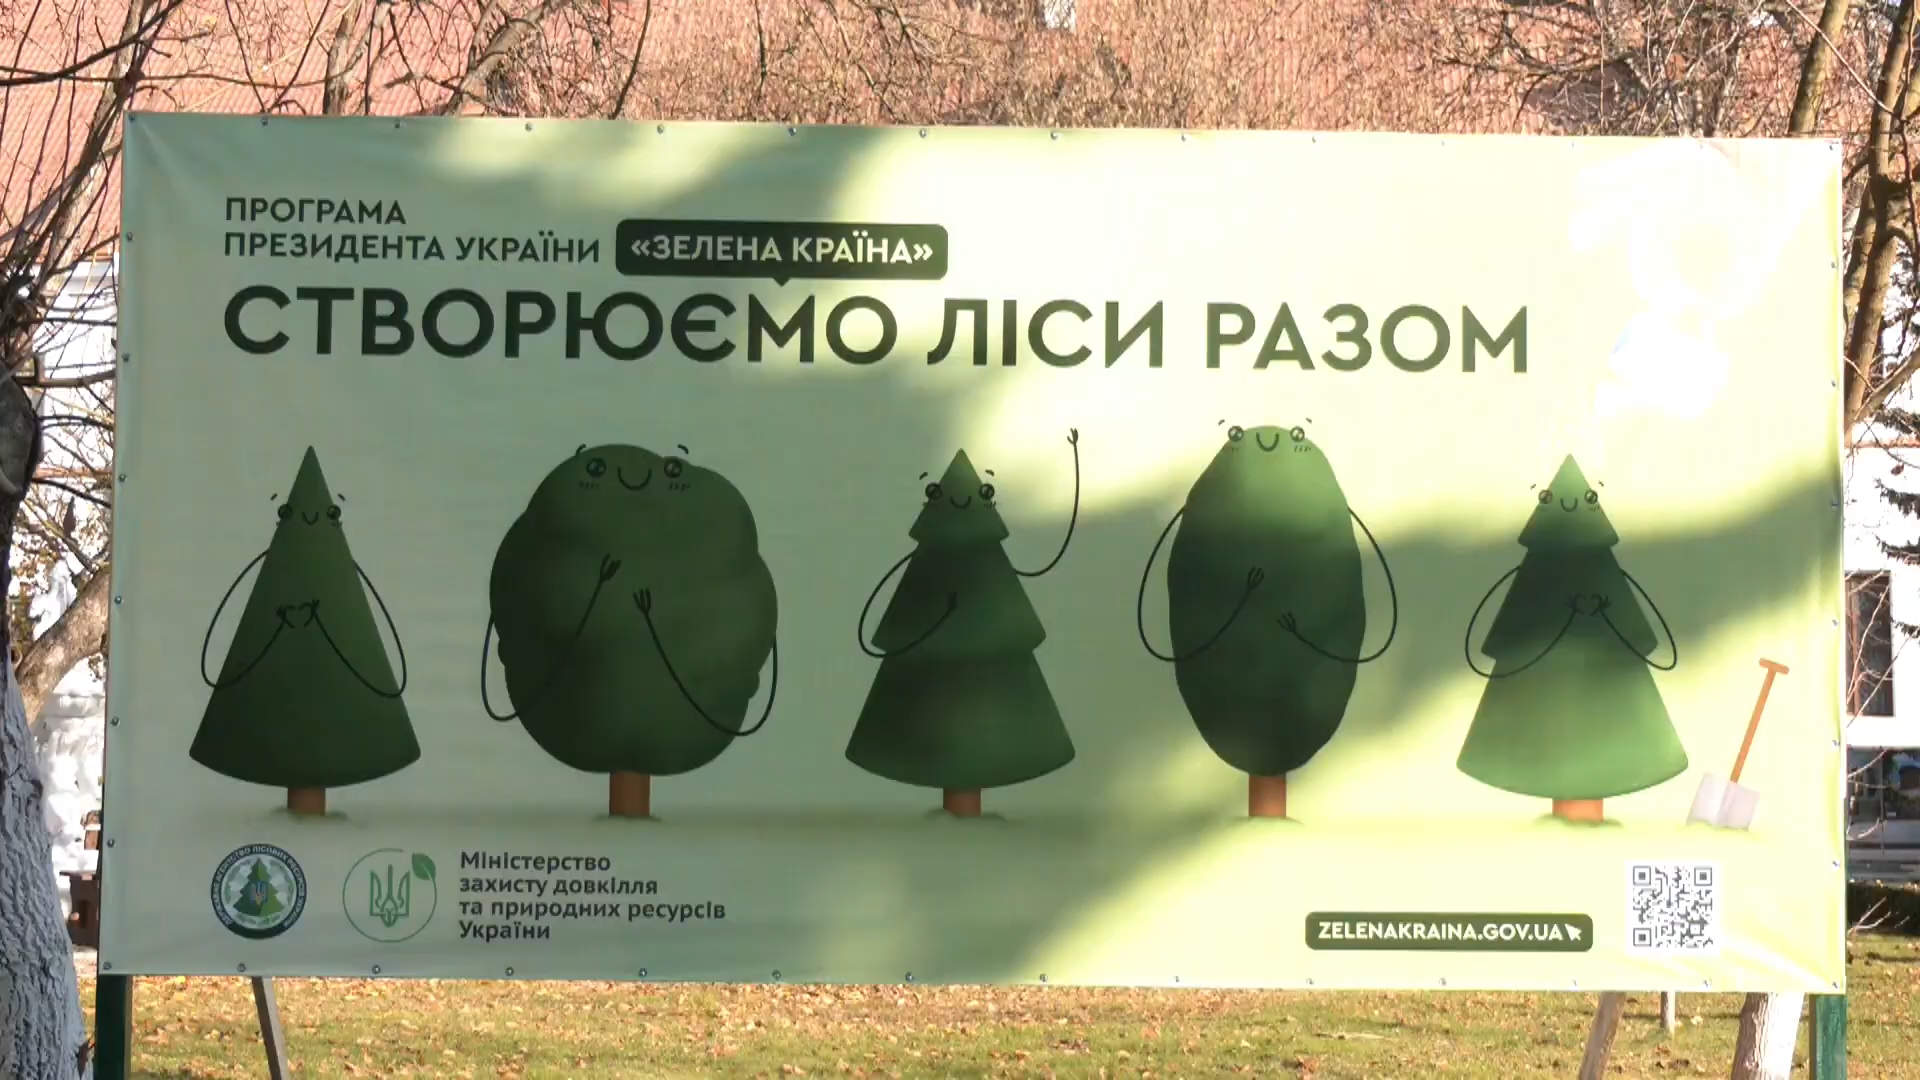 ПРОГРАМА
ПРЕЗИДЕНТА УКРАЇНИ «ЗЕЛЕНА КРАЇНА»
СТВОРЮЄМО ЛІСИ РАЗОМ
Міністерство
захисту довкілля
та природних ресурсів
України
ZELENAKRAINA.GOV.UA